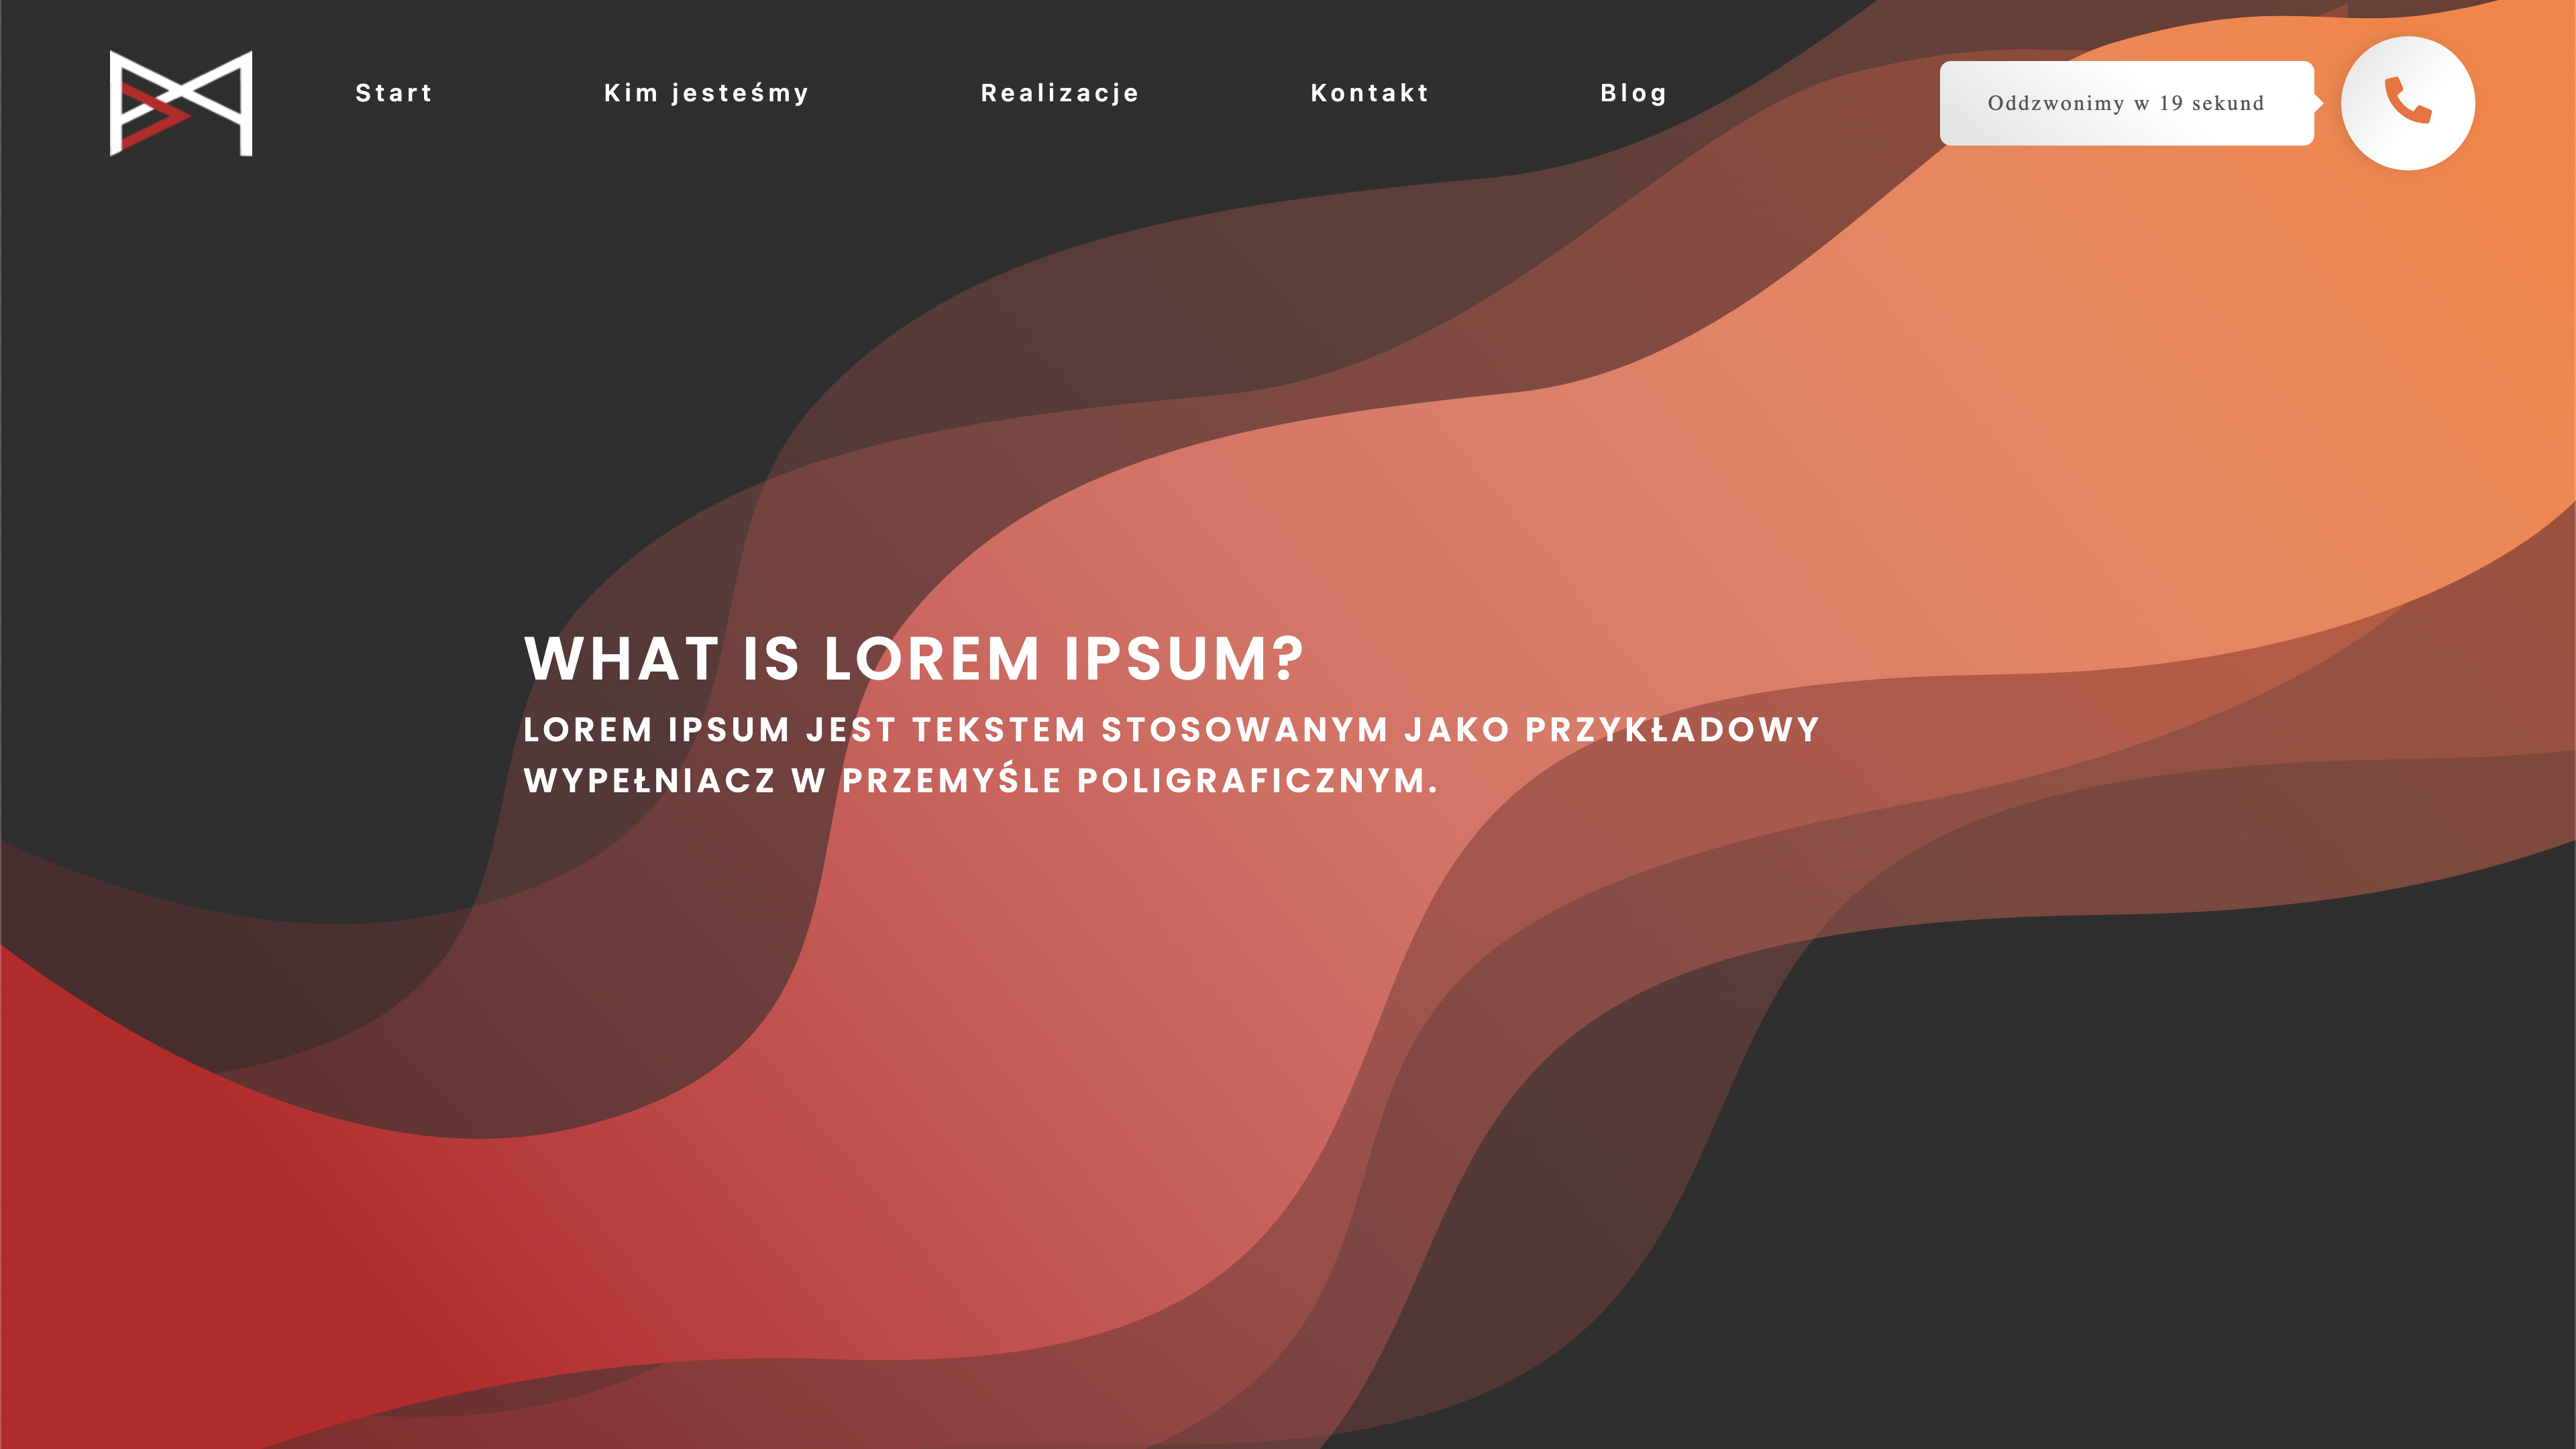 Start
Kim jesteśmy
Realizacje
Kontakt
Blog
Oddzwonimy w 19 sekund
WHAT IS LOREM IPSUM?
LOREM IPSUM JEST TEKSTEM STOSOWANYM JAKO PRZYKŁADOWY
WYPEŁNIACZ W PRZEMYŚLE POLIGRAFICZNYM.